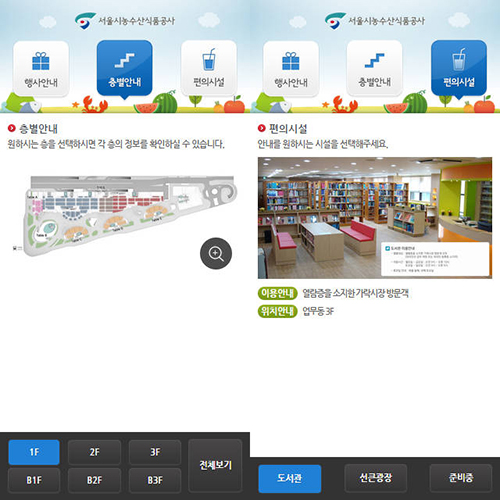 서울시농수산식품공사
행사안내
층별안내
편의시설
층별안내
원하시는 층을 선택하시면 각 층의 정보를 확인하실 수 있습니다.
1F
2F
3F
B1F
B2F
B3F
전체보기
서울시농수산식품공사
행사안내
층별안내
편의시설
편의시설
안내를 원하시는 시설을 선택해주세요.
도서관 이용안내
이용안내 열람증을 소지한 가락시장 방문객
위치안내 업무동 3F
도서관
선큰광장
준비중